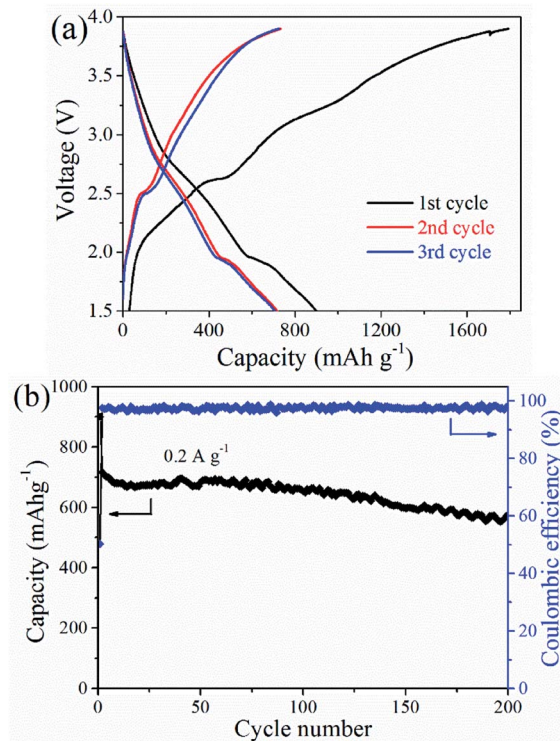 (a)
4.0
3.5
3.0
2.5
2.0
1.5
Voltage (V)
1st cycle
2nd cycle
3rd cycle
0 400 800 1200 1600
Capacity (mAh g⁻¹)
(b)
1000
800
600
400
200
0
Capacity (mAhg⁻¹)
0.2 A g⁻¹
100
80
60
40
20
0
Coulombic efficiency (%)
0 50 100 150 200
Cycle number